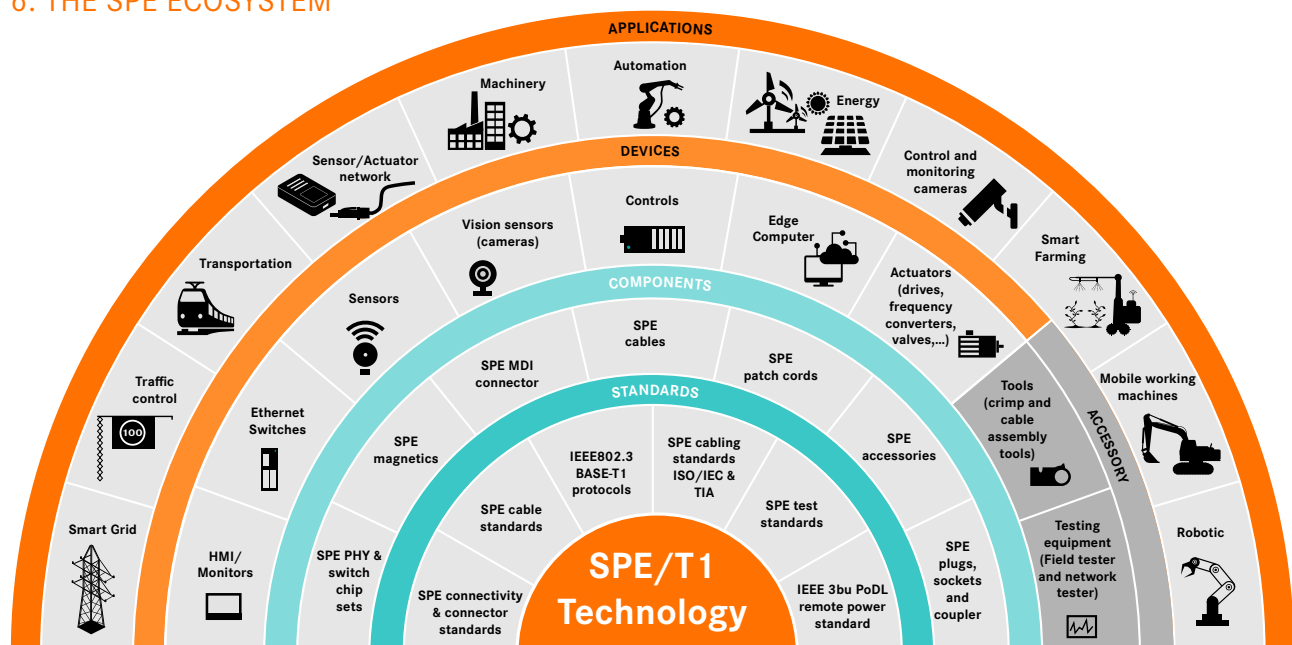 6. THE SPE ECOSYSTEM
APPLICATIONS
Smart Grid
Traffic
control
100
Transportation
Sensor/Actuator
network
Machinery
Automation
Energy
Control and
monitoring
cameras
Smart
Farming
Mobile working
machines
Robotic
DEVICES
HMI/
Monitors
Ethernet
Switches
Sensors
Vision sensors
(cameras)
Controls
Edge
Computer
Actuators
(drives,
frequency
converters,
valves,...)
ACCESSORY
Tools
(crimp and
cable
assembly
tools)
Testing
equipment
(Field tester
and network
tester)
COMPONENTS
SPE PHY &
switch
chip
sets
SPE
magnetics
SPE MDI
connector
SPE
cables
SPE
patch cords
SPE
accessories
SPE
plugs,
sockets
and
coupler
STANDARDS
SPE connectivity
& connector
standards
SPE cable
standards
IEEE802.3
BASE-T1
protocols
SPE cabling
standards
ISO/IEC &
TIA
SPE test
standards
IEEE 3bu PoDL
remote power
standard
SPE/T1
Technology